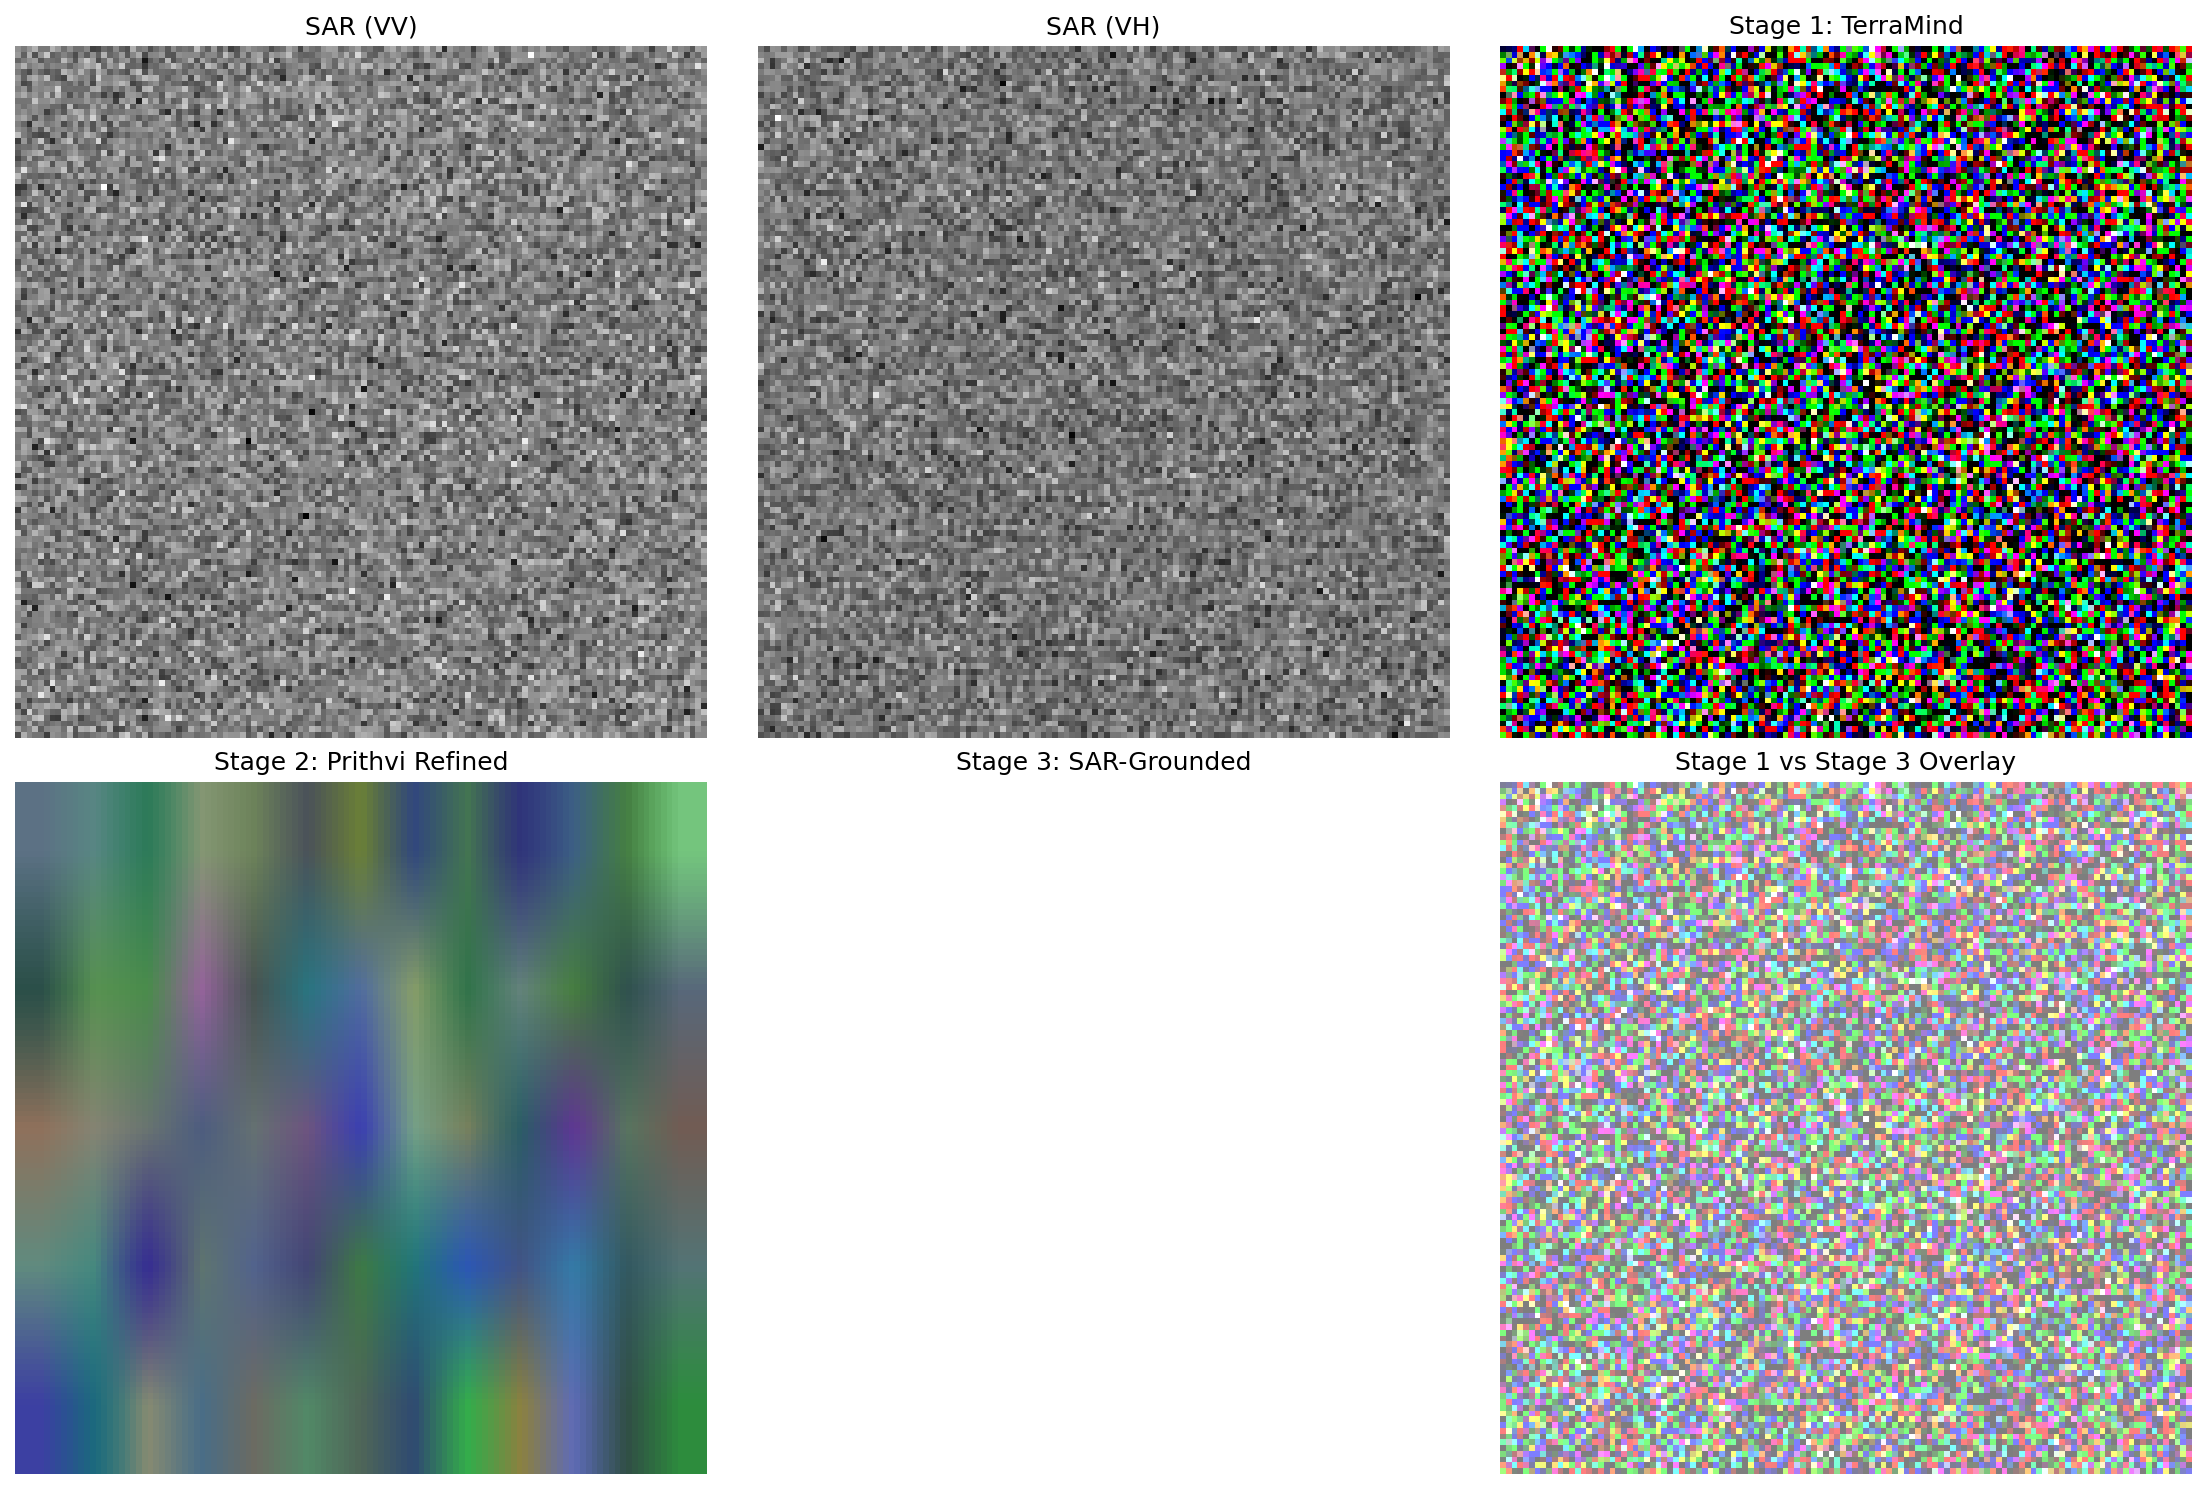 SAR (VV)
SAR (VH)
Stage 1: TerraMind
Stage 2: Prithvi Refined
Stage 3: SAR-Grounded
Stage 1 vs Stage 3 Overlay